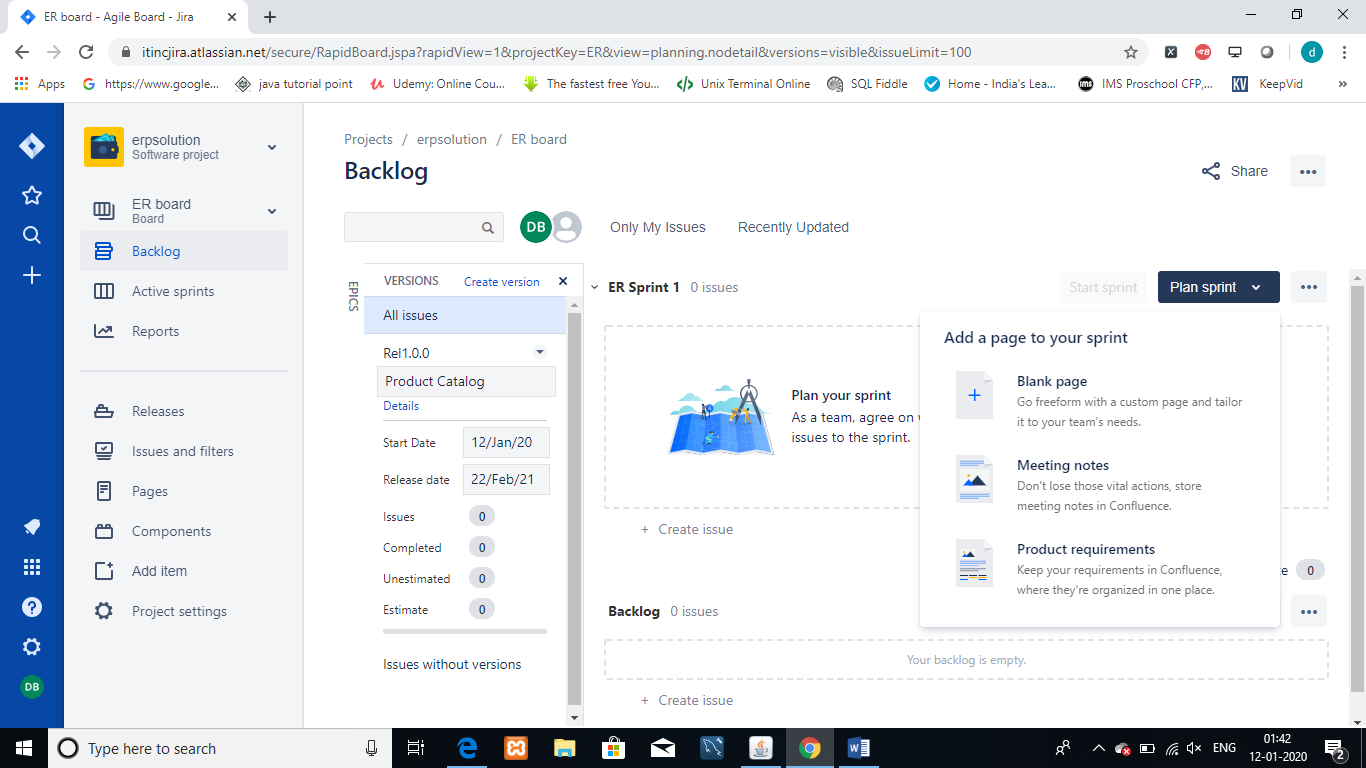 ER board - Agile Board - Jira
itincjira.atlassian.net/secure/RapidBoard.jspa?rapidView=1&projectKey=ER&view=planning.nodetail&versions=visible&issueLimit=100
d
Apps
https://www.google...
java tutorial point
Udemy: Online Cou...
The fastest free You...
Unix Terminal Online
SQL Fiddle
Home - India's Lea...
IMS Proschool CFP,...
KV
KeepVid
»
erpsolution
Software project
ER board
Board
Backlog
Active sprints
Reports
Releases
Issues and filters
Pages
Components
Add item
Project settings
DB
Projects / erpsolution / ER board
Backlog
Share
DB
Only My Issues
Recently Updated
EPICS
VERSIONS
Create version
All issues
Rel1.0.0
Product Catalog
Details
Start Date 12/Jan/20
Release date 22/Feb/21
Issues 0
Completed 0
Unestimated 0
Estimate 0
Issues without versions
ER Sprint 1 0 issues
Start sprint
Plan sprint
Plan your sprint
As a team, agree on
issues to the sprint.
+ Create issue
Add a page to your sprint
Blank page
Go freeform with a custom page and tailor
it to your team's needs.
Meeting notes
Don't lose those vital actions, store
meeting notes in Confluence.
Product requirements
Keep your requirements in Confluence,
where they're organized in one place.
0
Backlog 0 issues
Your backlog is empty.
+ Create issue
Type here to search
ENG
01:42
12-01-2020
2